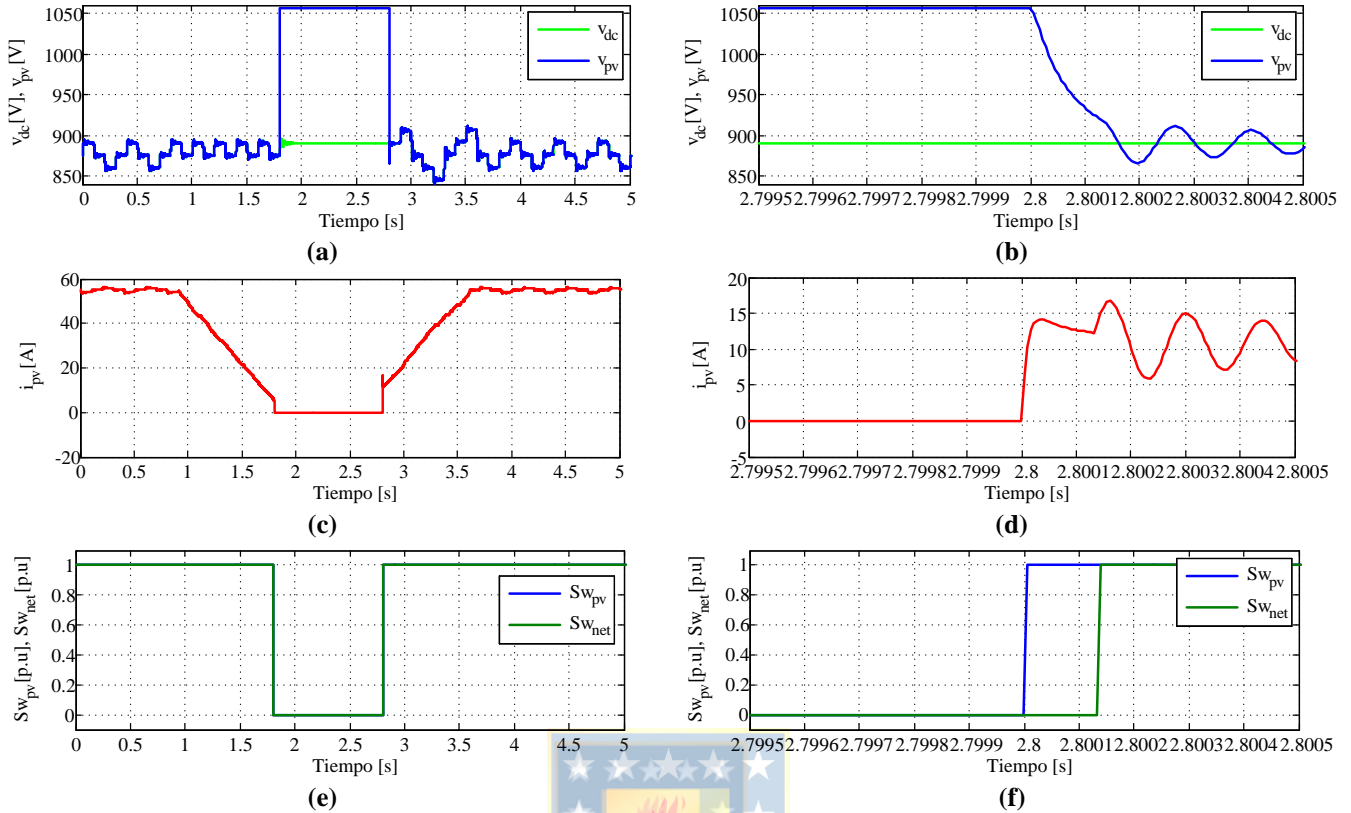 1050
1000
950
900
850
v_dc [V], v_pv [V]
v_dc
v_pv
0 0.5 1 1.5 2 2.5 3 3.5 4 4.5 5
Tiempo [s]
(a)
1050
1000
950
900
850
v_dc [V], v_pv [V]
v_dc
v_pv
2.7995 2.7996 2.7997 2.7998 2.7999 2.8 2.8001 2.8002 2.8003 2.8004 2.8005
Tiempo [s]
(b)
60
40
20
0
-20
i_pv [A]
0 0.5 1 1.5 2 2.5 3 3.5 4 4.5 5
Tiempo [s]
(c)
20
15
10
5
0
-5
i_pv [A]
2.7995 2.7996 2.7997 2.7998 2.7999 2.8 2.8001 2.8002 2.8003 2.8004 2.8005
Tiempo [s]
(d)
1
0.8
0.6
0.4
0.2
0
Sw_pv [p.u], Sw_net [p.u]
Sw_pv
Sw_net
0 0.5 1 1.5 2 2.5 3 3.5 4 4.5 5
Tiempo [s]
(e)
1
0.8
0.6
0.4
0.2
0
Sw_pv [p.u], Sw_net [p.u]
Sw_pv
Sw_net
2.7995 2.7996 2.7997 2.7998 2.7999 2.8 2.8001 2.8002 2.8003 2.8004 2.8005
Tiempo [s]
(f)